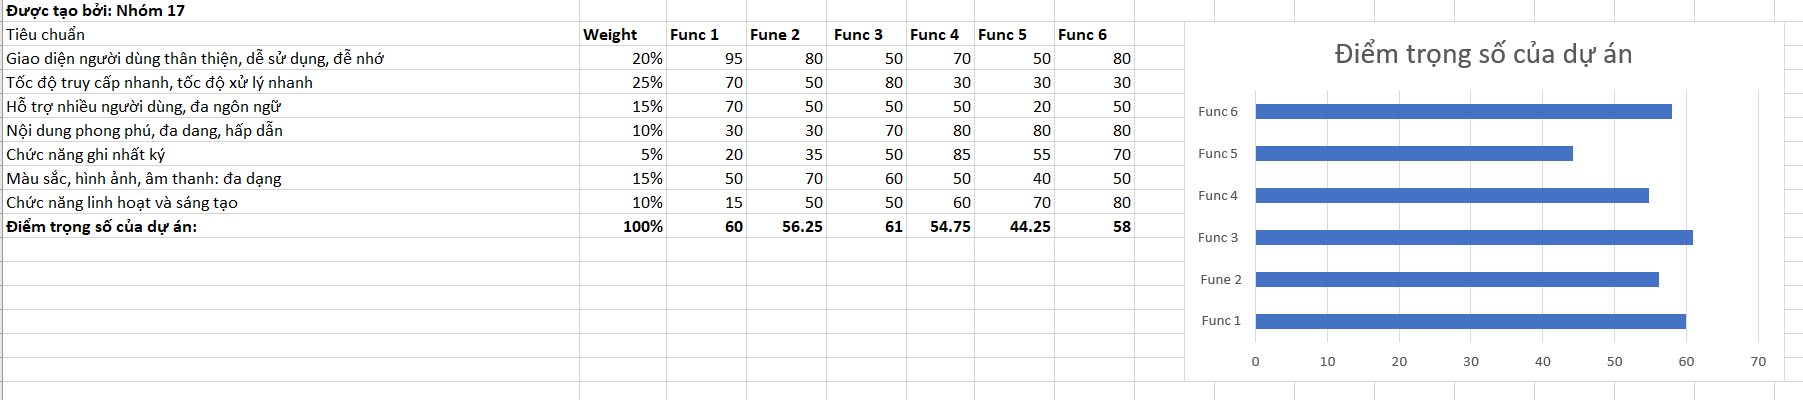 Được tạo bởi: Nhóm 17
Tiêu chuẩn Weight Func 1 Fune 2 Func 3 Func 4 Func 5 Func 6
Giao diện người dùng thân thiện, dễ sử dụng, đễ nhớ 20% 95 80 50 70 50 80
Tốc độ truy cấp nhanh, tốc độ xử lý nhanh 25% 70 50 80 30 30 30
Hỗ trợ nhiều người dùng, đa ngôn ngữ 15% 70 50 50 50 20 50
Nội dung phong phú, đa dang, hấp dẫn 10% 30 30 70 80 80 80
Chức năng ghi nhất ký 5% 20 35 50 85 55 70
Màu sắc, hình ảnh, âm thanh: đa dạng 15% 50 70 60 50 40 50
Chức năng linh hoạt và sáng tạo 10% 15 50 50 60 70 80
Điểm trọng số của dự án: 100% 60 56.25 61 54.75 44.25 58
Điểm trọng số của dự án
Func 6
Func 5
Func 4
Func 3
Fune 2
Func 1
0 10 20 30 40 50 60 70